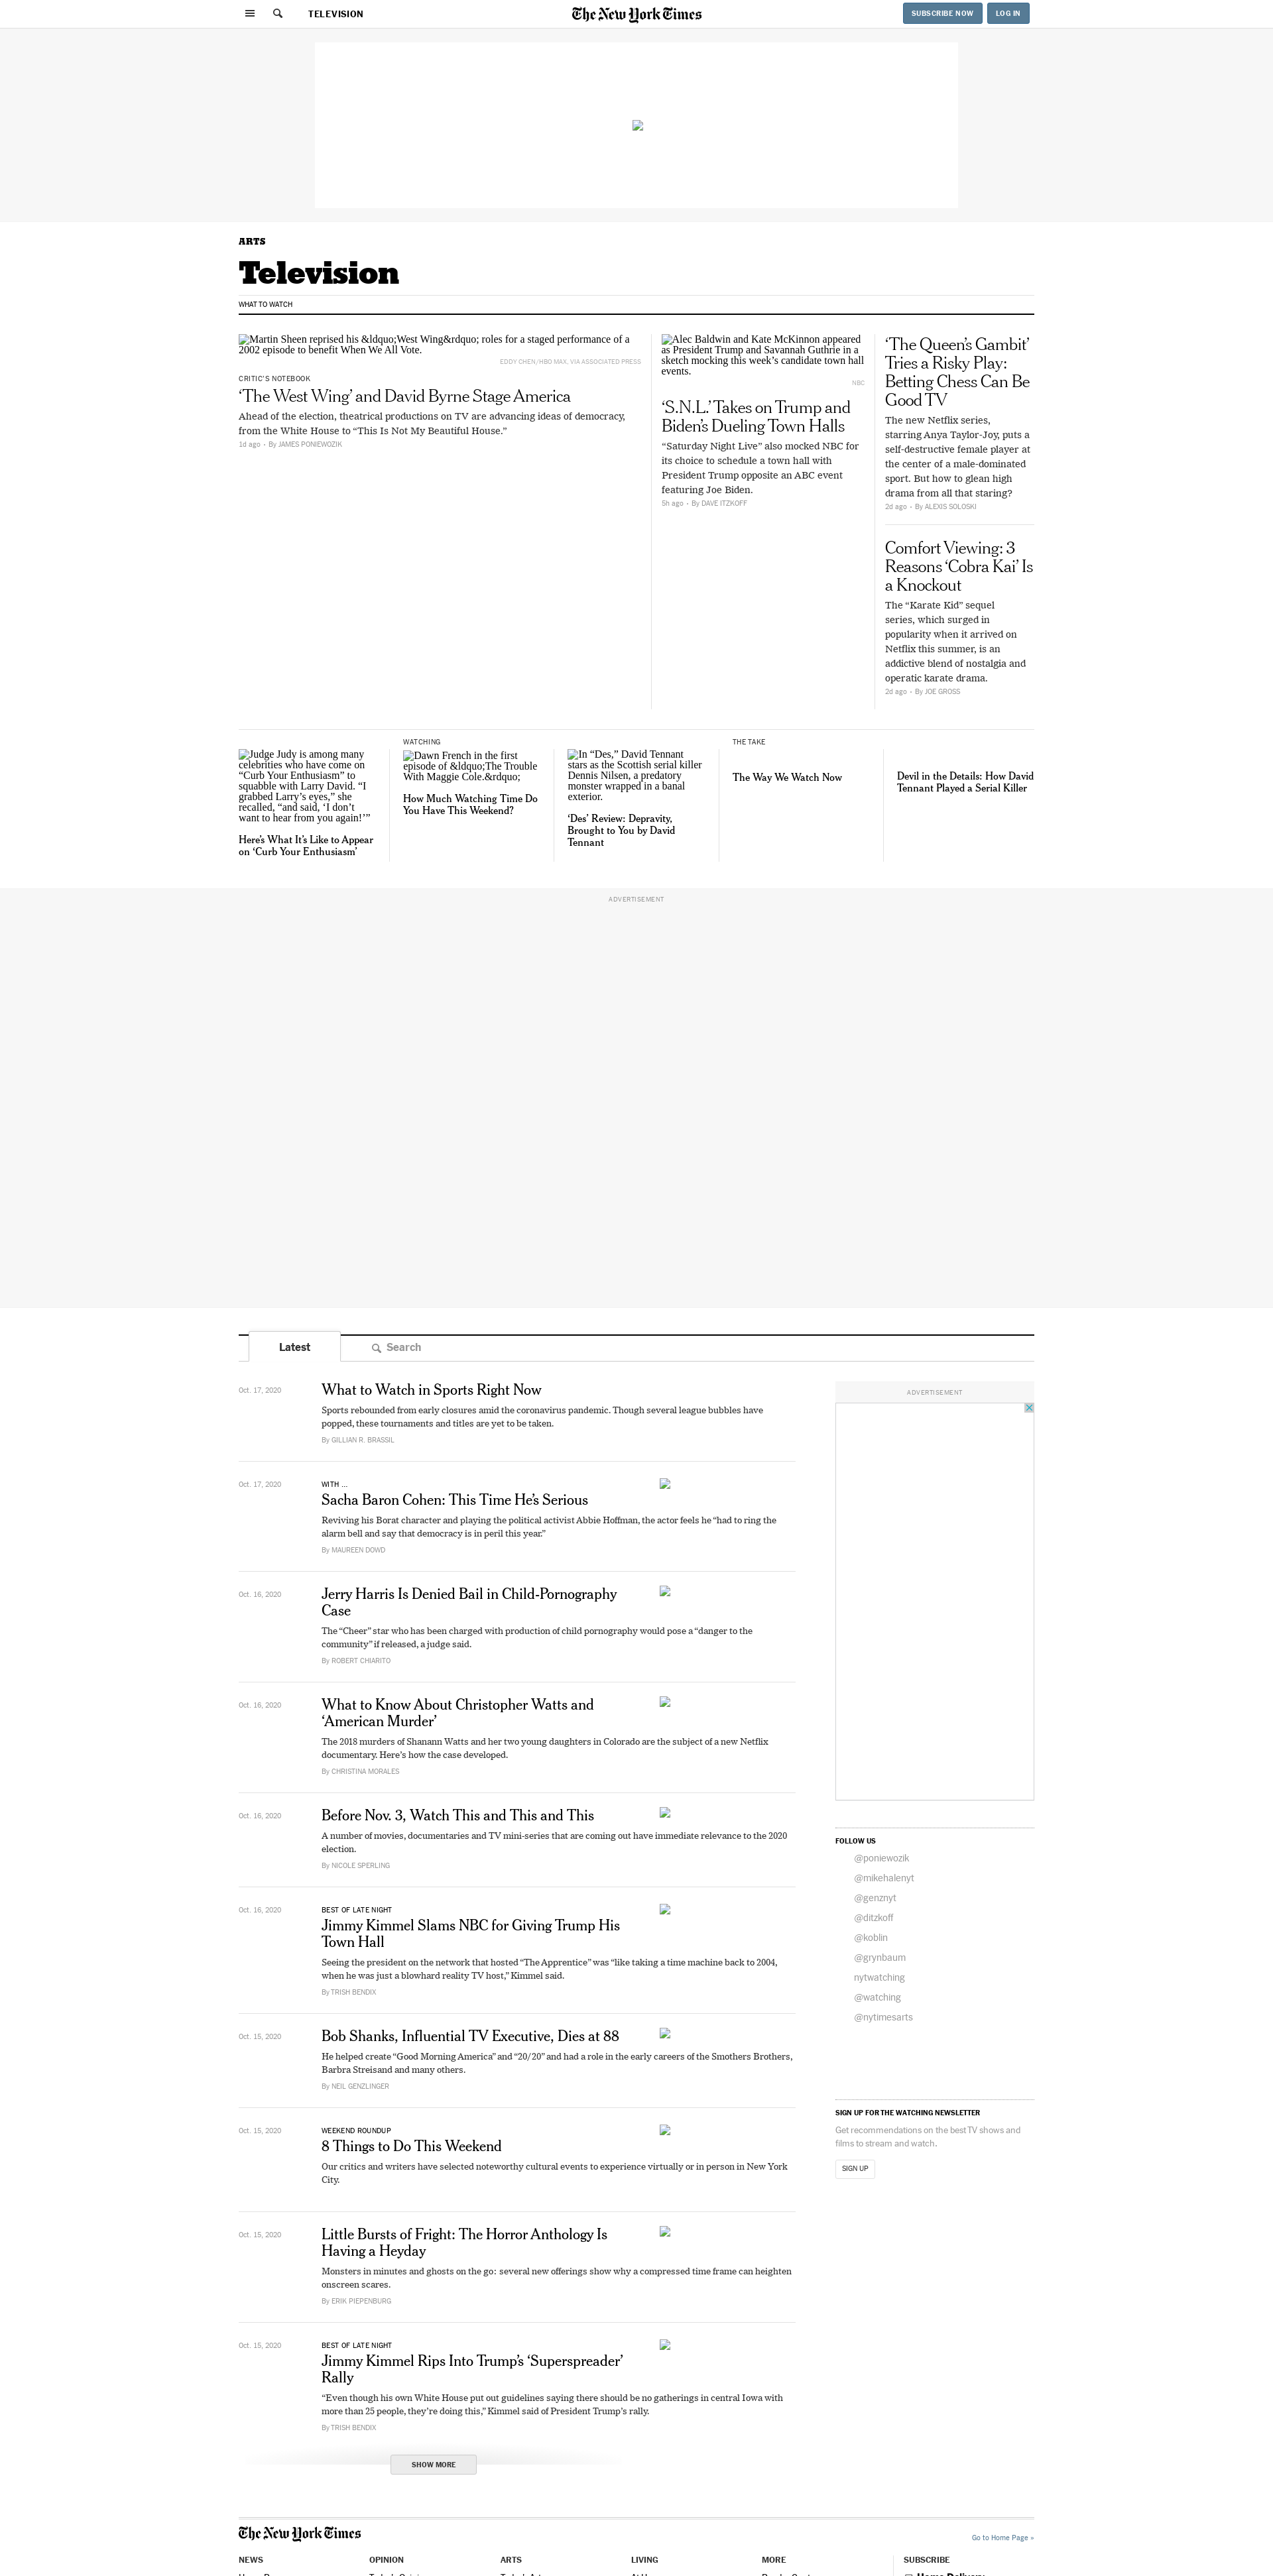 TELEVISION
The New York Times
SUBSCRIBE NOW
LOG IN
ARTS
Television
WHAT TO WATCH
Martin Sheen reprised his &ldquo;West Wing&rdquo; roles for a staged performance of a
2002 episode to benefit When We All Vote.
EDDY CHEN/HBO MAX, VIA ASSOCIATED PRESS
CRITIC'S NOTEBOOK
‘The West Wing’ and David Byrne Stage America
Ahead of the election, theatrical productions on TV are advancing ideas of democracy,
from the White House to “This Is Not My Beautiful House.”
1d ago • By JAMES PONIEWOZIK
Alec Baldwin and Kate McKinnon appeared
as President Trump and Savannah Guthrie in a
sketch mocking this week’s candidate town hall
events.
NBC
‘S.N.L.’ Takes on Trump and
Biden’s Dueling Town Halls
“Saturday Night Live” also mocked NBC for
its choice to schedule a town hall with
President Trump opposite an ABC event
featuring Joe Biden.
5h ago • By DAVE ITZKOFF
‘The Queen’s Gambit’
Tries a Risky Play:
Betting Chess Can Be
Good TV
The new Netflix series,
starring Anya Taylor-Joy, puts a
self-destructive female player at
the center of a male-dominated
sport. But how to glean high
drama from all that staring?
2d ago • By ALEXIS SOLOSKI
Comfort Viewing: 3
Reasons ‘Cobra Kai’ Is
a Knockout
The “Karate Kid” sequel
series, which surged in
popularity when it arrived on
Netflix this summer, is an
addictive blend of nostalgia and
operatic karate drama.
2d ago • By JOE GROSS
Judge Judy is among many
celebrities who have come on
“Curb Your Enthusiasm” to
squabble with Larry David. “I
grabbed Larry’s eyes,” she
recalled, “and said, ‘I don’t
want to hear from you again!’”
Here’s What It’s Like to Appear
on ‘Curb Your Enthusiasm’
WATCHING
Dawn French in the first
episode of &ldquo;The Trouble
With Maggie Cole.&rdquo;
How Much Watching Time Do
You Have This Weekend?
In “Des,” David Tennant
stars as the Scottish serial killer
Dennis Nilsen, a predatory
monster wrapped in a banal
exterior.
‘Des’ Review: Depravity,
Brought to You by David
Tennant
THE TAKE
The Way We Watch Now
Devil in the Details: How David
Tennant Played a Serial Killer
ADVERTISEMENT
Latest
Search
Oct. 17, 2020
What to Watch in Sports Right Now
Sports rebounded from early closures amid the coronavirus pandemic. Though several league bubbles have
popped, these tournaments and titles are yet to be taken.
By GILLIAN R. BRASSIL
Oct. 17, 2020
WITH ...
Sacha Baron Cohen: This Time He’s Serious
Reviving his Borat character and playing the political activist Abbie Hoffman, the actor feels he “had to ring the
alarm bell and say that democracy is in peril this year.”
By MAUREEN DOWD
Oct. 16, 2020
Jerry Harris Is Denied Bail in Child-Pornography
Case
The “Cheer” star who has been charged with production of child pornography would pose a “danger to the
community” if released, a judge said.
By ROBERT CHIARITO
Oct. 16, 2020
What to Know About Christopher Watts and
‘American Murder’
The 2018 murders of Shanann Watts and her two young daughters in Colorado are the subject of a new Netflix
documentary. Here’s how the case developed.
By CHRISTINA MORALES
Oct. 16, 2020
Before Nov. 3, Watch This and This and This
A number of movies, documentaries and TV mini-series that are coming out have immediate relevance to the 2020
election.
By NICOLE SPERLING
Oct. 16, 2020
BEST OF LATE NIGHT
Jimmy Kimmel Slams NBC for Giving Trump His
Town Hall
Seeing the president on the network that hosted “The Apprentice” was “like taking a time machine back to 2004,
when he was just a blowhard reality TV host,” Kimmel said.
By TRISH BENDIX
Oct. 15, 2020
Bob Shanks, Influential TV Executive, Dies at 88
He helped create “Good Morning America” and “20/20” and had a role in the early careers of the Smothers Brothers,
Barbra Streisand and many others.
By NEIL GENZLINGER
Oct. 15, 2020
WEEKEND ROUNDUP
8 Things to Do This Weekend
Our critics and writers have selected noteworthy cultural events to experience virtually or in person in New York
City.
Oct. 15, 2020
Little Bursts of Fright: The Horror Anthology Is
Having a Heyday
Monsters in minutes and ghosts on the go: several new offerings show why a compressed time frame can heighten
onscreen scares.
By ERIK PIEPENBURG
Oct. 15, 2020
BEST OF LATE NIGHT
Jimmy Kimmel Rips Into Trump’s ‘Superspreader’
Rally
“Even though his own White House put out guidelines saying there should be no gatherings in central Iowa with
more than 25 people, they’re doing this,” Kimmel said of President Trump’s rally.
By TRISH BENDIX
SHOW MORE
ADVERTISEMENT
FOLLOW US
@poniewozik
@mikehalenyt
@genznyt
@ditzkoff
@koblin
@grynbaum
nytwatching
@watching
@nytimesarts
SIGN UP FOR THE WATCHING NEWSLETTER
Get recommendations on the best TV shows and
films to stream and watch.
SIGN UP
The New York Times
Go to Home Page »
NEWS
OPINION
ARTS
LIVING
MORE
SUBSCRIBE